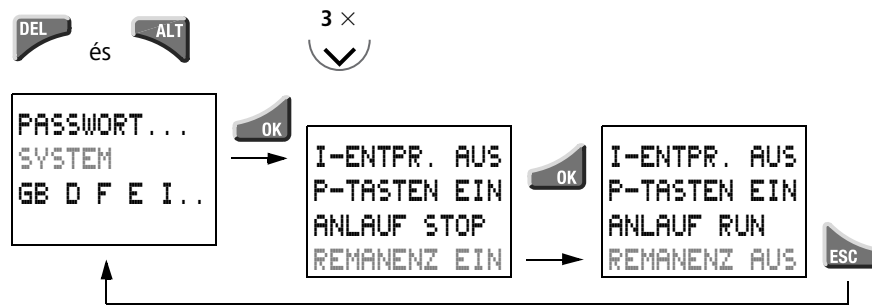 DEL
és
ALT
3 ×
PASSWORT...
SYSTEM
GB D F E I..
OK
I-ENTPR. AUS
P-TASTEN EIN
ANLAUF STOP
REMANENZ EIN
OK
I-ENTPR. AUS
P-TASTEN EIN
ANLAUF RUN
REMANENZ AUS
ESC